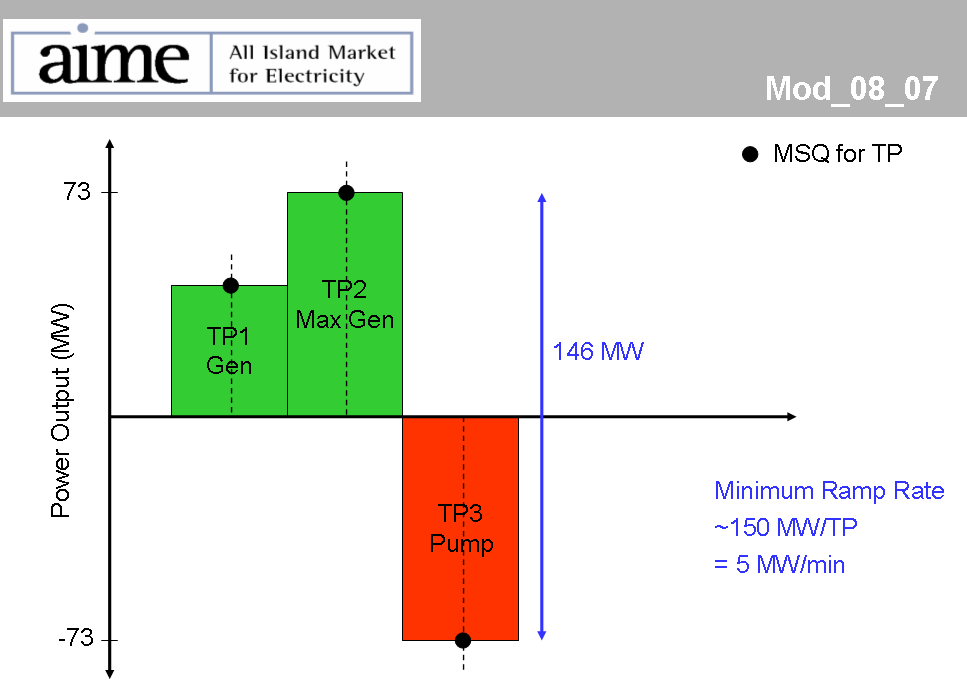 aime
All Island Market
for Electricity
Mod_08_07
MSQ for TP
73
TP2
Max Gen
TP1
Gen
146 MW
Power Output (MW)
Minimum Ramp Rate
~150 MW/TP
= 5 MW/min
TP3
Pump
-73